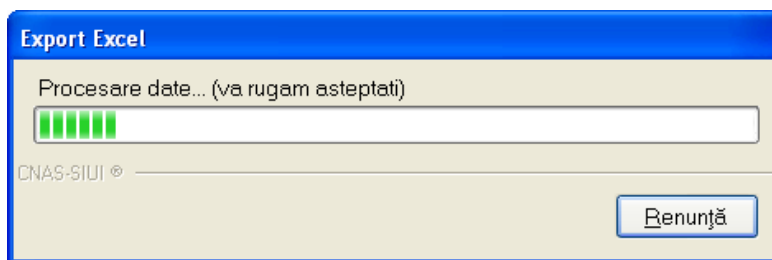 Export Excel
Procesare date... (va rugam asteptati)
CNAS-SIUI ®
Renunţă